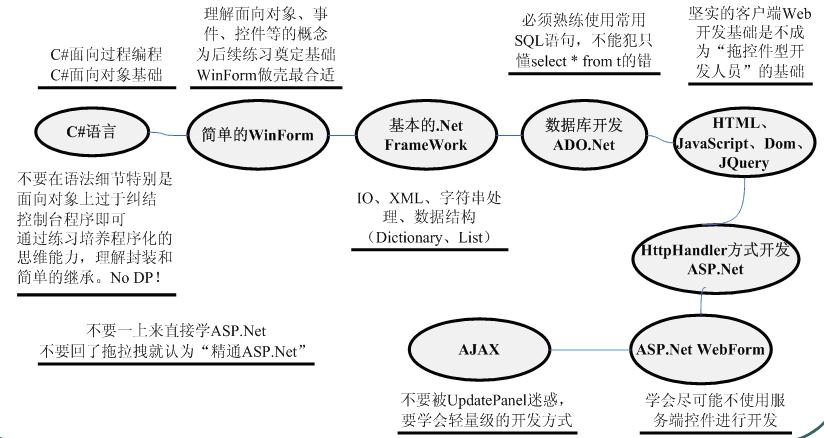 C#面向过程编程
C#面向对象基础
理解面向对象、事
件、控件等的概念
为后续练习奠定基础
WinForm做壳最合适
必须熟练使用常用
SQL语句，不能犯只
懂select * from t的错
坚实的客户端Web
开发基础是不成
为“拖控件型开
发人员”的基础
C#语言
简单的WinForm
基本的.Net
FrameWork
数据库开发
ADO.Net
HTML、
JavaScript、Dom、
JQuery
不要在语法细节特别是
面向对象上过于纠结
控制台程序即可
通过练习培养程序化的
思维能力，理解封装和
简单的继承。No DP！
IO、XML、字符串处
理、数据结构
（Dictionary、List）
HttpHandler方式开发
ASP.Net
不要一上来直接学ASP.Net
不要回了拖拉拽就认为“精通ASP.Net”
AJAX
ASP.Net WebForm
不要被UpdatePanel迷惑，
要学会轻量级的开发方式
学会尽可能不使用服
务端控件进行开发